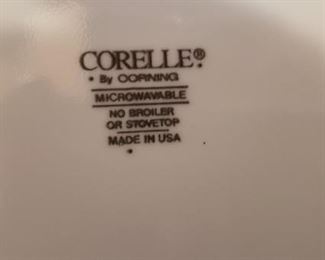 CORELLE®
• By CORNING
MICROWAVABLE
NO BROILER
OR STOVETOP
MADE IN USA